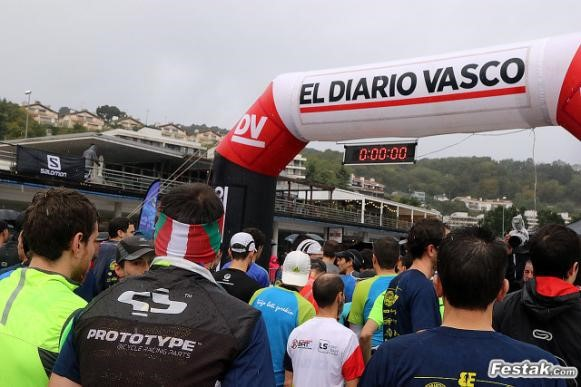 EL DIARIO VASCO
DV
0:00:00
SALOMON
PROTOTYPE
BICYCLE RACING PARTS
Festak.com